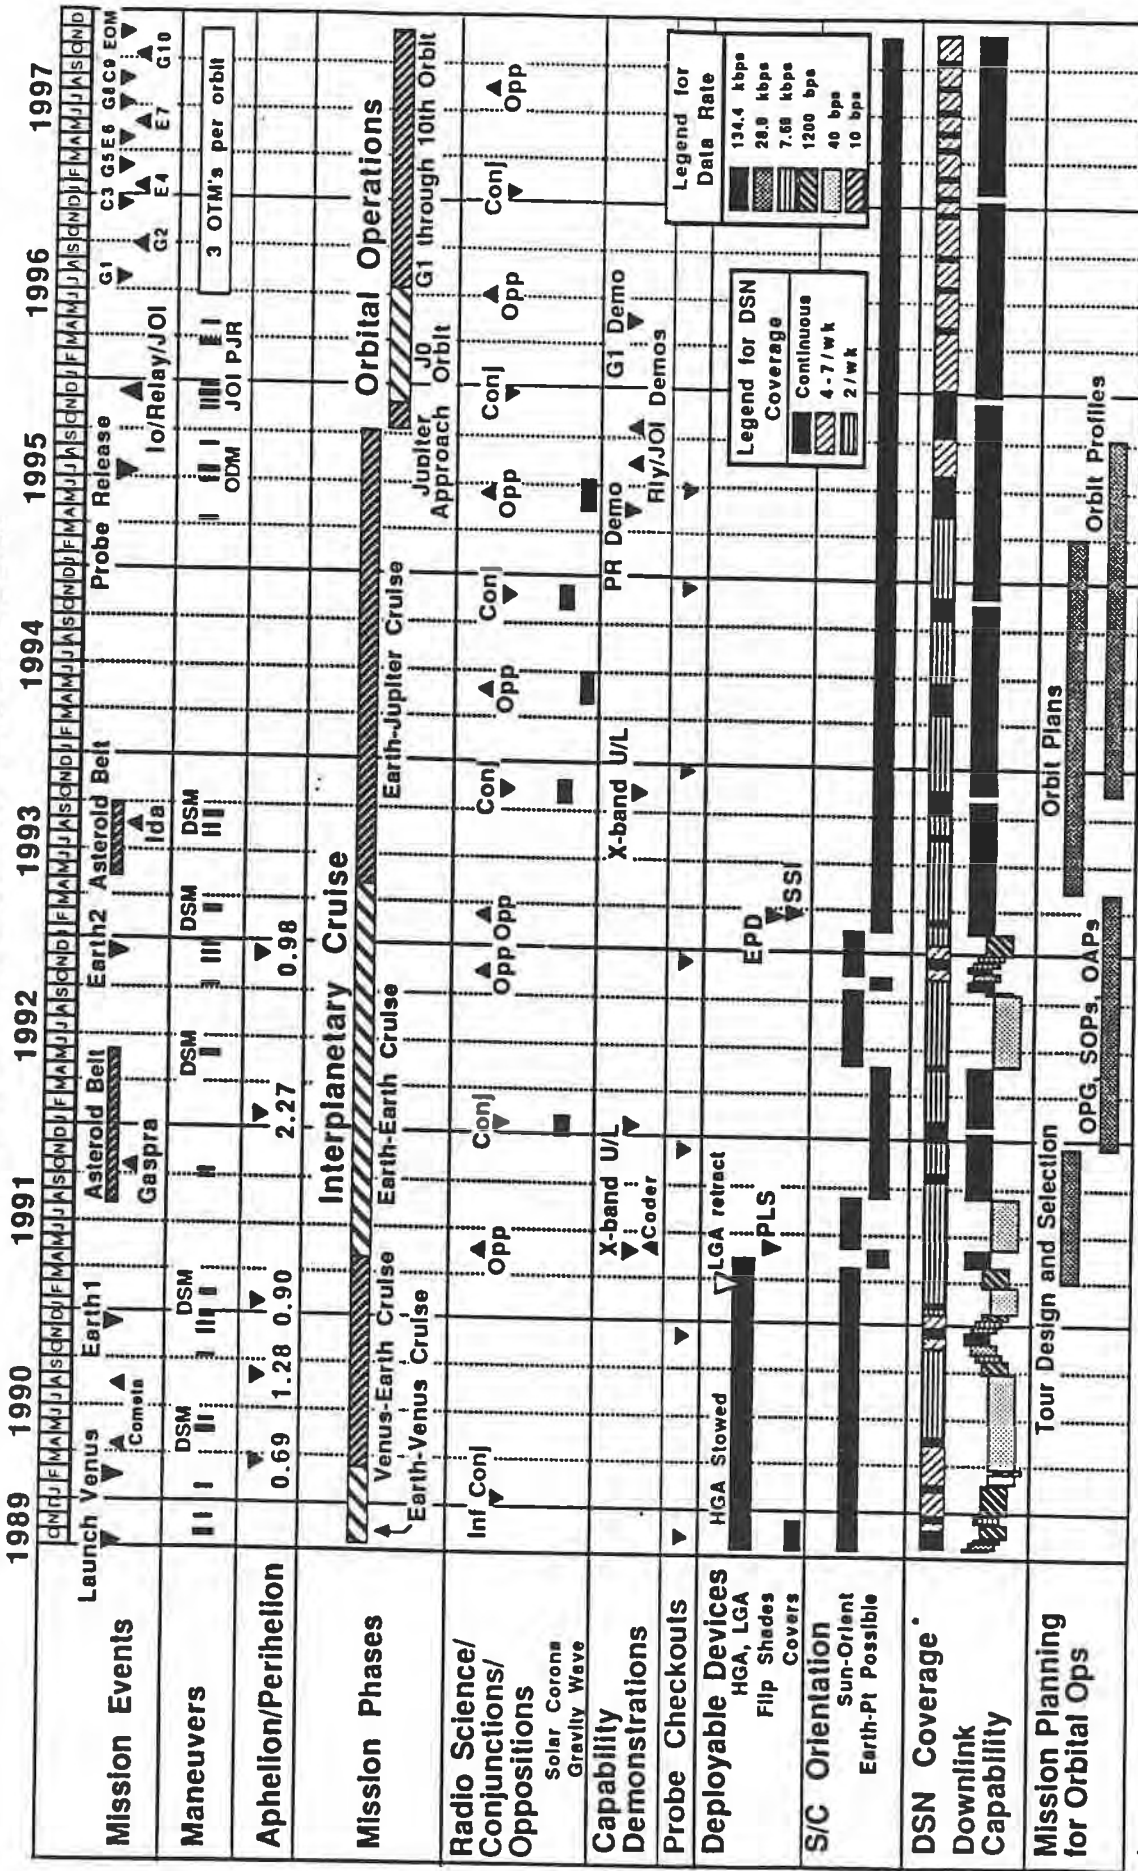 1989
1990
1991
1992
1993
1994
1995
1996
1997
O N D J F M A M J J A S O N D J F M A M J J A S O N D J F M A M J J A S O N D J F M A M J J A S O N D J F M A M J J A S O N D J F M A M J J A S O N D J F M A M J J A S O N D J F M A M J J A S O N D
Mission Events
Launch
Venus
Comets
Earth1
Asteroid Belt
Gaspra
Earth2
Asteroid Belt
Ida
Probe Release
Io/Relay/JOI
G1
G2
C3
E4
G5
E6
E7
G8
C9
G10
EOM
Maneuvers
DSM
DSM
DSM
DSM
DSM
ODM
JOI
PJR
3 OTM's per orbit
Aphelion/Perihelion
0.69
1.28
0.90
2.27
0.98
Mission Phases
Interplanetary Cruise
Orbital Operations
Earth-Venus Cruise
Venus-Earth Cruise
Earth-Earth Cruise
Earth-Jupiter Cruise
Jupiter
Approach
J0
Orbit
G1 through 10th Orbit
Radio Science/
Conjunctions/
Oppositions
Solar Corona
Gravity Wave
Inf Conj
Opp
Conj
Opp
Opp
Conj
Opp
Conj
Opp
Conj
Opp
Conj
Opp
Capability
Demonstrations
X-band U/L
Coder
X-band U/L
PR Demo
Rly/JOI Demos
G1 Demo
Probe Checkouts
Deployable Devices
HGA, LGA
Flip Shades
Covers
HGA Stowed
LGA retract
PLS
EPD
SSI
Legend for DSN
Coverage
Continuous
4-7/wk
2/wk
Legend for
Data Rate
134.4 kbps
28.8 kbps
7.68 kbps
1200 bps
40 bps
10 bps
S/C Orientation
Sun-Orient
Earth-Pt Possible
DSN Coverage*
Downlink
Capability
Mission Planning
for Orbital Ops
Tour Design and Selection
OPG, SOPs, OAPs
Orbit Plans
Orbit Profiles